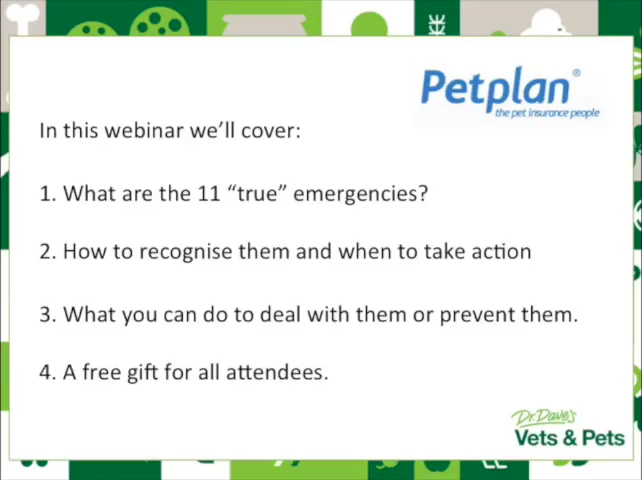 Petplan®
the pet insurance people
In this webinar we'll cover:
1. What are the 11 “true” emergencies?
2. How to recognise them and when to take action
3. What you can do to deal with them or prevent them.
4. A free gift for all attendees.
Dr. Dave's
Vets & Pets